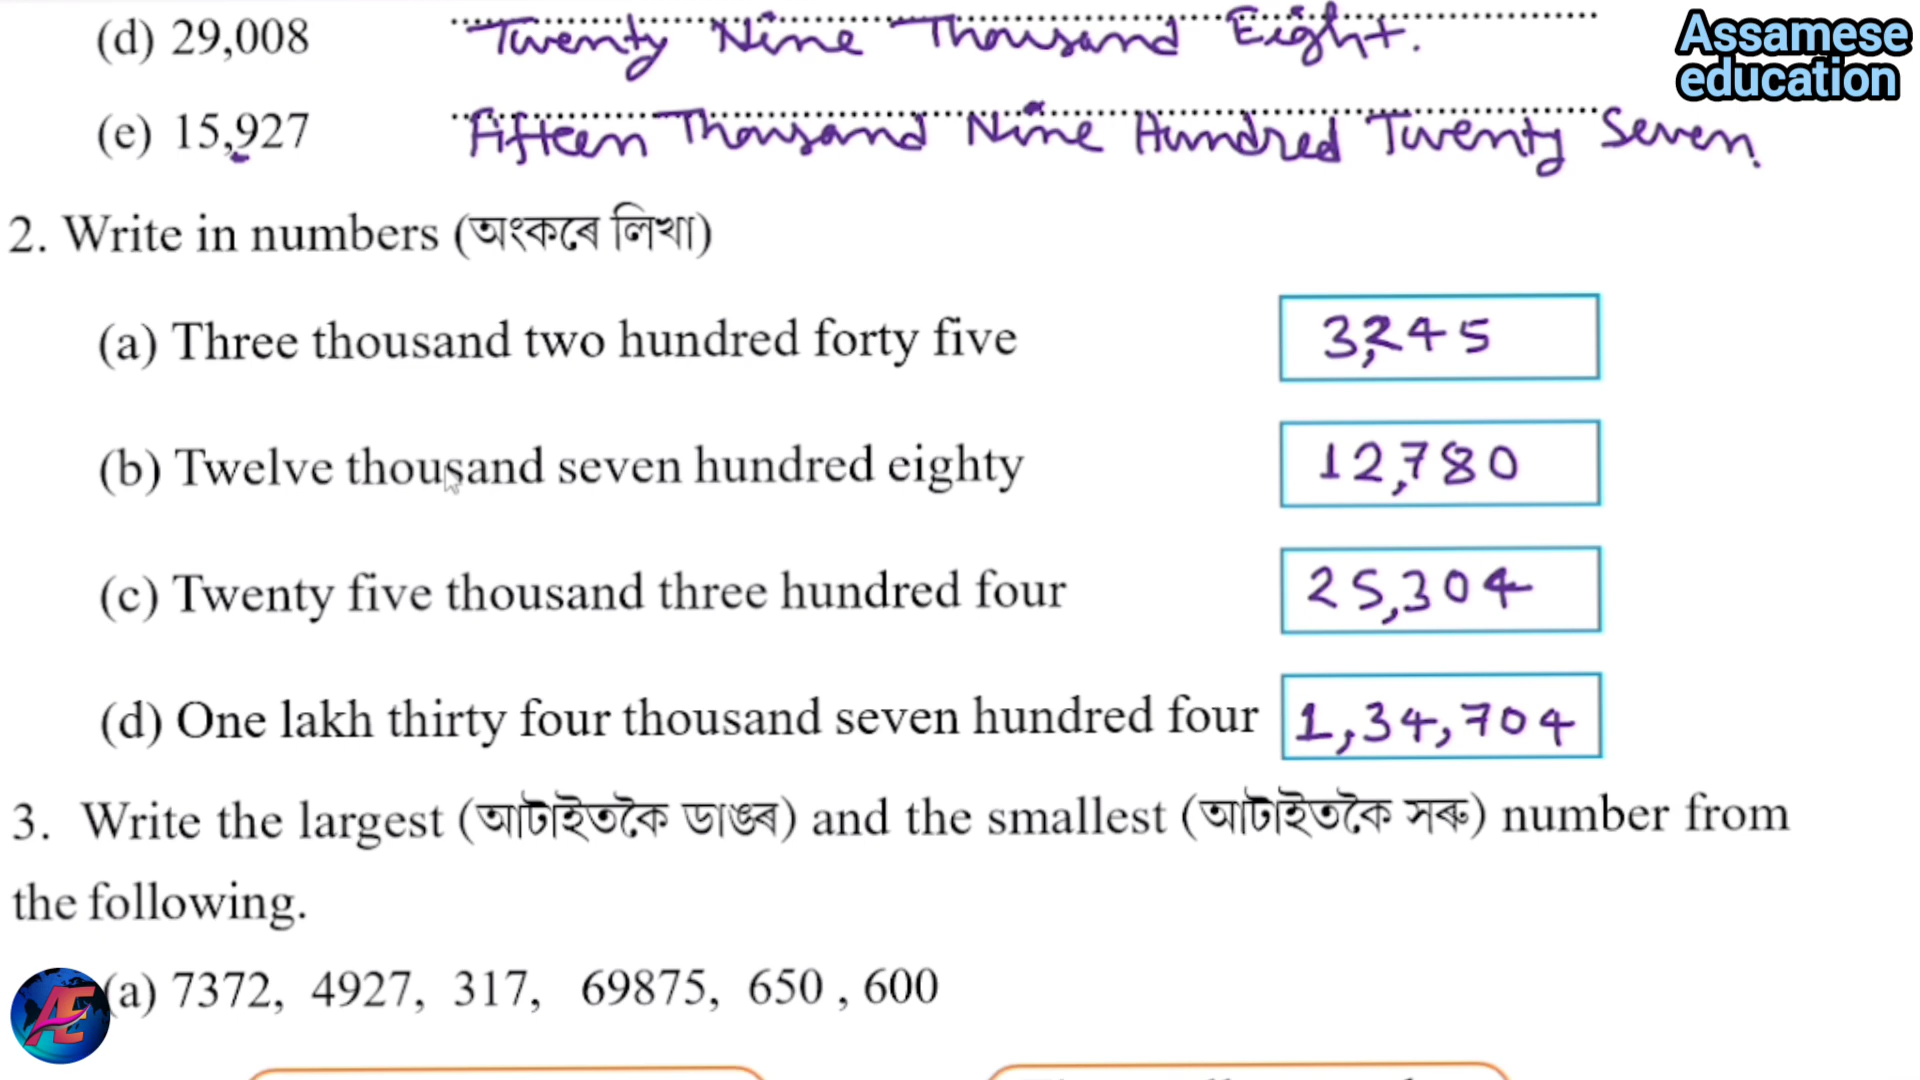 (d) 29,008 Twenty Nine Thousand Eight.
Assamese education
(e) 15,927 Fifteen Thousand Nine Hundred Twenty Seven.
2. Write in numbers (অংকৰে লিখা)
(a) Three thousand two hundred forty five 3,245
(b) Twelve thousand seven hundred eighty 12,780
(c) Twenty five thousand three hundred four 25,304
(d) One lakh thirty four thousand seven hundred four 1,34,704
3. Write the largest (আটাইতকৈ ডাঙৰ) and the smallest (আটাইতকৈ সৰু) number from
the following.
(a) 7372, 4927, 317, 69875, 650 , 600
AE